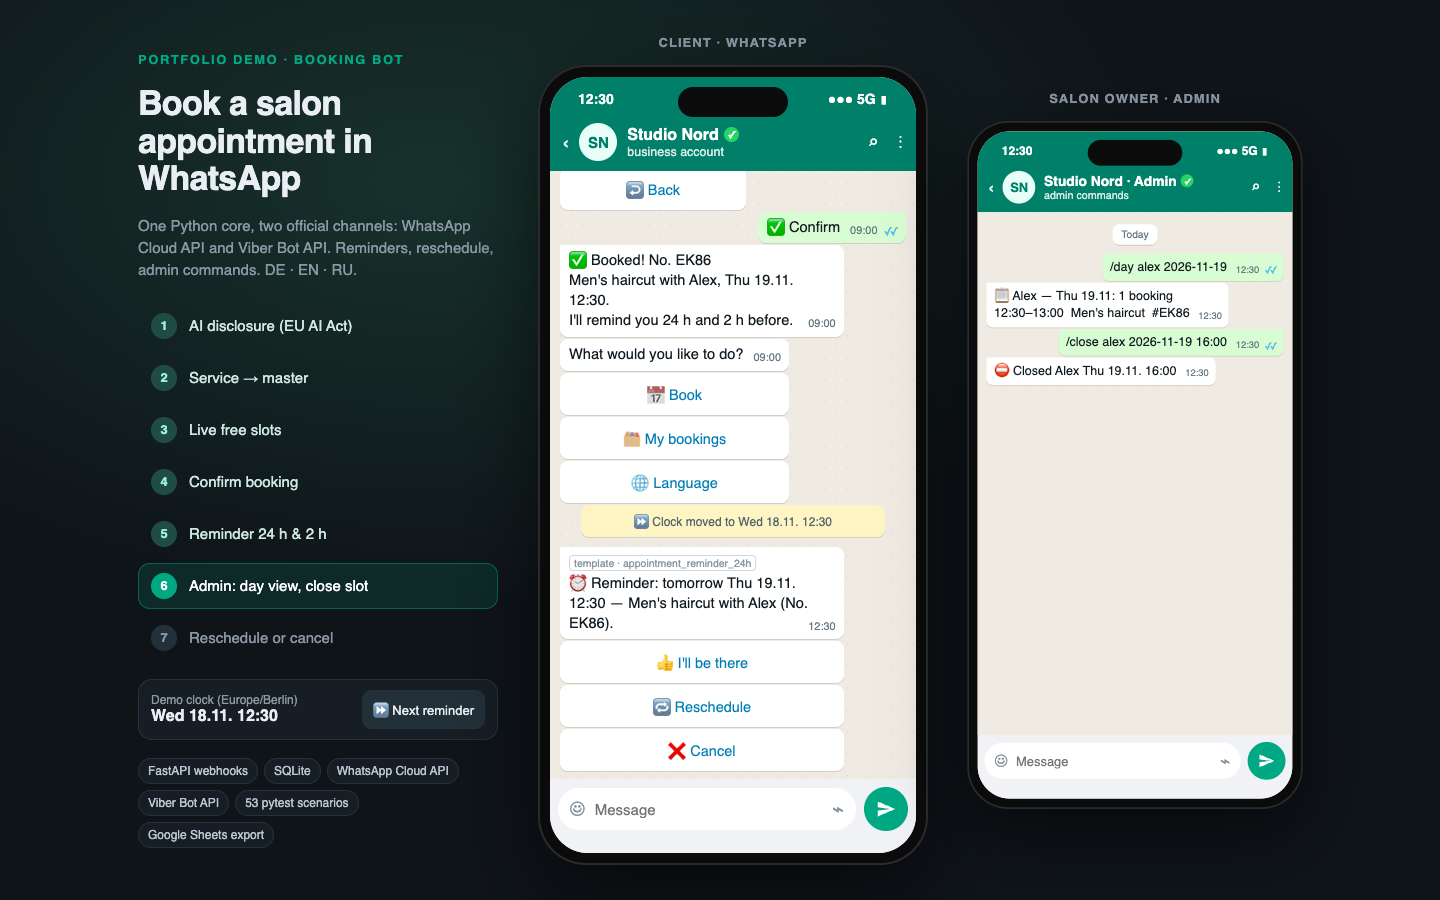 PORTFOLIO DEMO · BOOKING BOT
Book a salon
appointment in
WhatsApp
One Python core, two official channels: WhatsApp
Cloud API and Viber Bot API. Reminders, reschedule,
admin commands. DE · EN · RU.
1 AI disclosure (EU AI Act)
2 Service → master
3 Live free slots
4 Confirm booking
5 Reminder 24 h & 2 h
6 Admin: day view, close slot
7 Reschedule or cancel
Demo clock (Europe/Berlin)
Wed 18.11. 12:30
⏩ Next reminder
FastAPI webhooks SQLite WhatsApp Cloud API
Viber Bot API 53 pytest scenarios
Google Sheets export
CLIENT · WHATSAPP
12:30 5G
SN Studio Nord
business account
↩️ Back
✅ Confirm 09:00
✅ Booked! No. EK86
Men's haircut with Alex, Thu 19.11.
12:30.
I'll remind you 24 h and 2 h before. 09:00
What would you like to do? 09:00
📅 Book
🗂️ My bookings
🌐 Language
⏩ Clock moved to Wed 18.11. 12:30
template · appointment_reminder_24h
⏰ Reminder: tomorrow Thu 19.11.
12:30 — Men's haircut with Alex (No.
EK86). 12:30
👍 I'll be there
🔁 Reschedule
❌ Cancel
Message
SALON OWNER · ADMIN
12:30 5G
SN Studio Nord · Admin
admin commands
Today
/day alex 2026-11-19 12:30
📋 Alex — Thu 19.11: 1 booking
12:30–13:00 Men's haircut #EK86 12:30
/close alex 2026-11-19 16:00 12:30
⛔ Closed Alex Thu 19.11. 16:00 12:30
Message